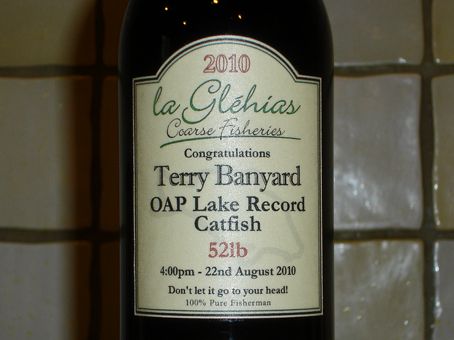 2010
la Gléhias
Coarse Fisheries
Congratulations
Terry Banyard
OAP Lake Record
Catfish
52lb
4:00pm - 22nd August 2010
Don't let it go to your head!
100% Pure Fisherman